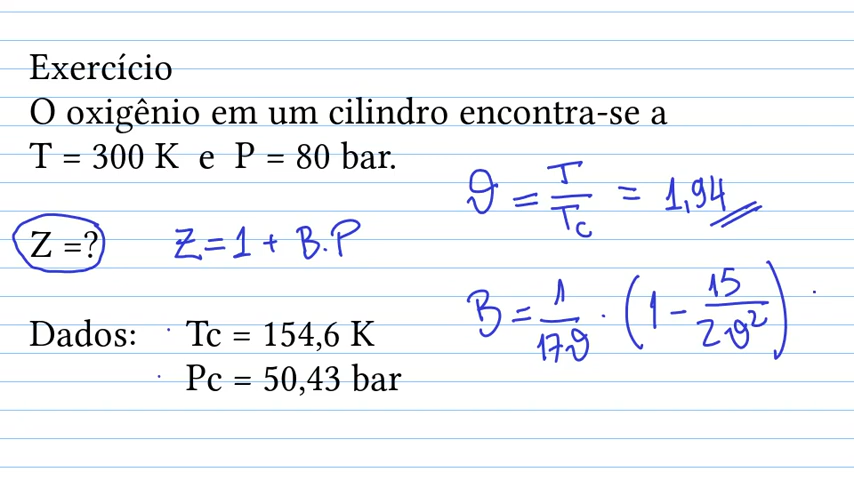 Exercício
O oxigênio em um cilindro encontra-se a
T = 300 K e P = 80 bar.
ϑ = T/Tc = 1,94
Z =? Z = 1 + B.P
B = 1/17ϑ · (1 - 15/2ϑ²)
Dados: Tc = 154,6 K
Pc = 50,43 bar